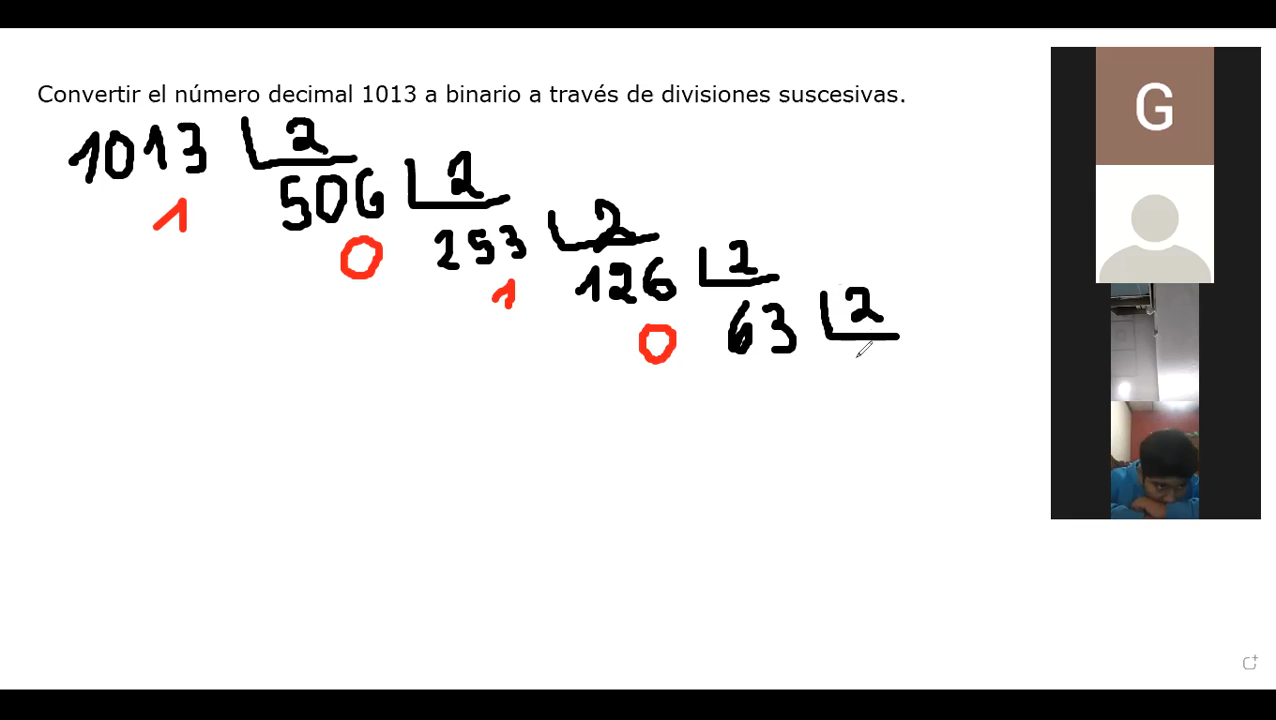 Convertir el número decimal 1013 a binario a través de divisiones suscesivas.
1013 2
1 506 2
0 253 2
1 126 2
0 63 2
G